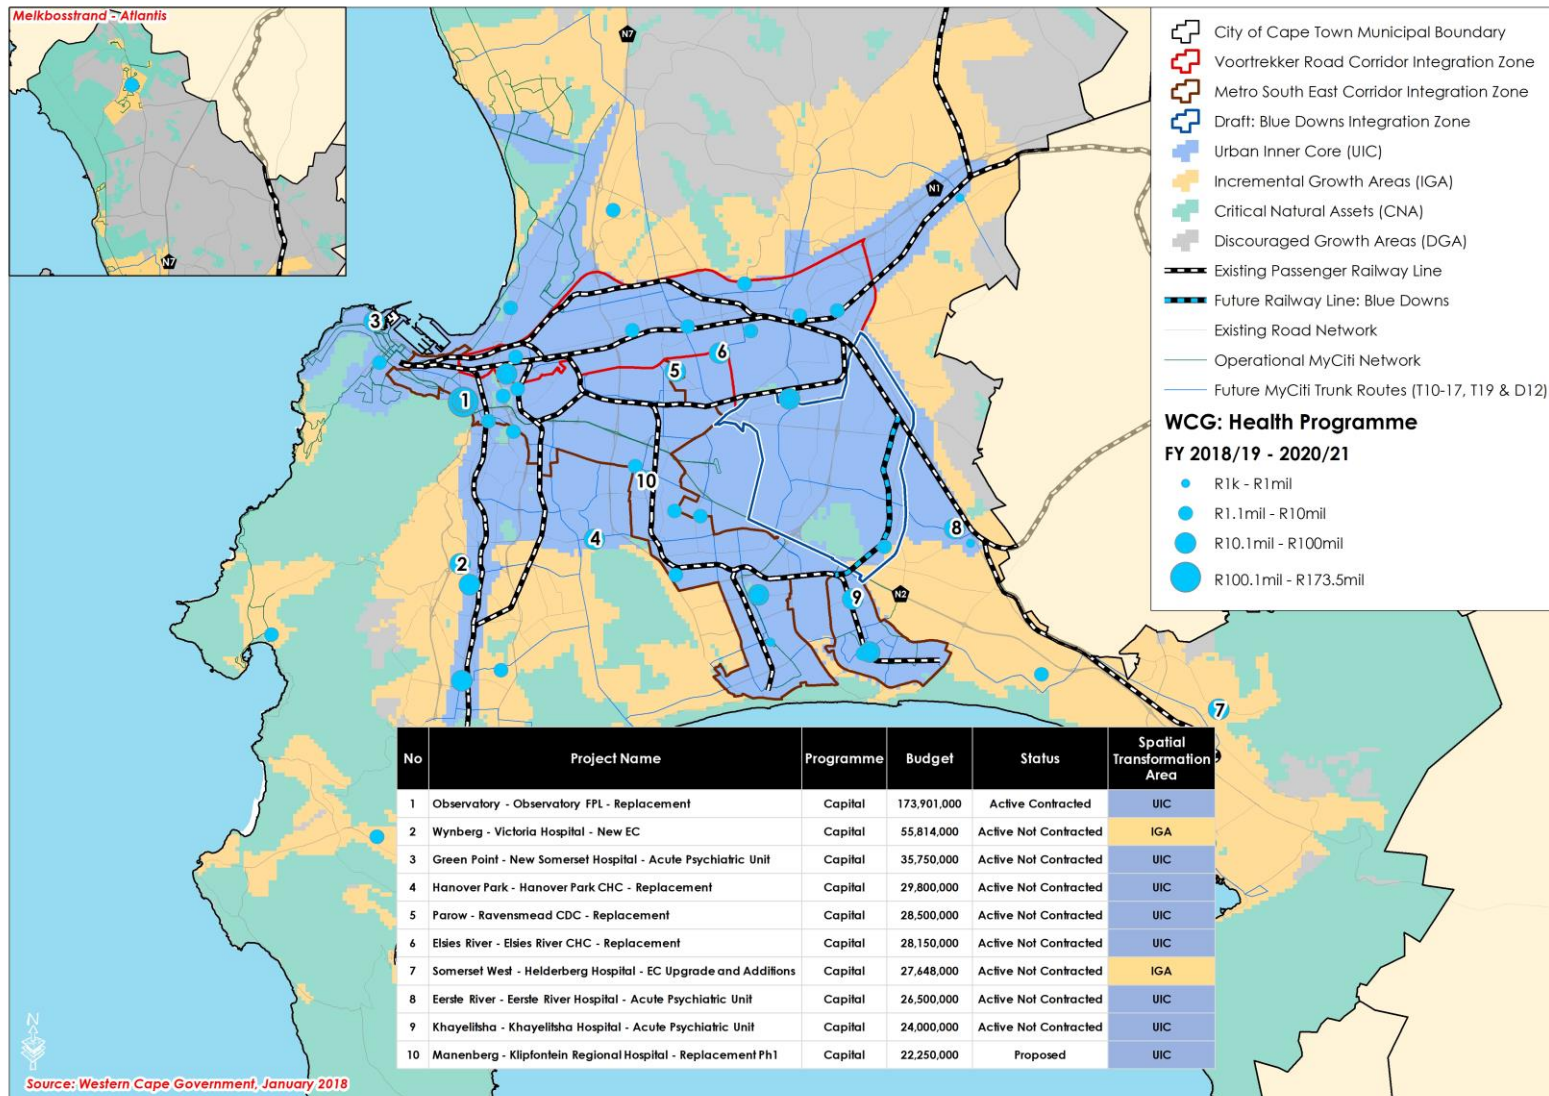 Melkbosstrand - Atlantis
N7
N7
N1
3
6
5
1
10
4
8
2
9
N2
7
City of Cape Town Municipal Boundary
Voortrekker Road Corridor Integration Zone
Metro South East Corridor Integration Zone
Draft: Blue Downs Integration Zone
Urban Inner Core (UIC)
Incremental Growth Areas (IGA)
Critical Natural Assets (CNA)
Discouraged Growth Areas (DGA)
Existing Passenger Railway Line
Future Railway Line: Blue Downs
Existing Road Network
Operational MyCiti Network
Future MyCiti Trunk Routes (T10-17, T19 & D12)
WCG: Health Programme
FY 2018/19 - 2020/21
R1k - R1mil
R1.1mil - R10mil
R10.1mil - R100mil
R100.1mil - R173.5mil
No Project Name Programme Budget Status Spatial Transformation Area
1 Observatory - Observatory FPL - Replacement Capital 173,901,000 Active Contracted UIC
2 Wynberg - Victoria Hospital - New EC Capital 55,814,000 Active Not Contracted IGA
3 Green Point - New Somerset Hospital - Acute Psychiatric Unit Capital 35,750,000 Active Not Contracted UIC
4 Hanover Park - Hanover Park CHC - Replacement Capital 29,800,000 Active Not Contracted UIC
5 Parow - Ravensmead CDC - Replacement Capital 28,500,000 Active Not Contracted UIC
6 Elsies River - Elsies River CHC - Replacement Capital 28,150,000 Active Not Contracted UIC
7 Somerset West - Helderberg Hospital - EC Upgrade and Additions Capital 27,648,000 Active Not Contracted IGA
8 Eerste River - Eerste River Hospital - Acute Psychiatric Unit Capital 26,500,000 Active Not Contracted UIC
9 Khayelitsha - Khayelitsha Hospital - Acute Psychiatric Unit Capital 24,000,000 Active Not Contracted UIC
10 Manenberg - Klipfontein Regional Hospital - Replacement Ph1 Capital 22,250,000 Proposed UIC
N
Source: Western Cape Government, January 2018